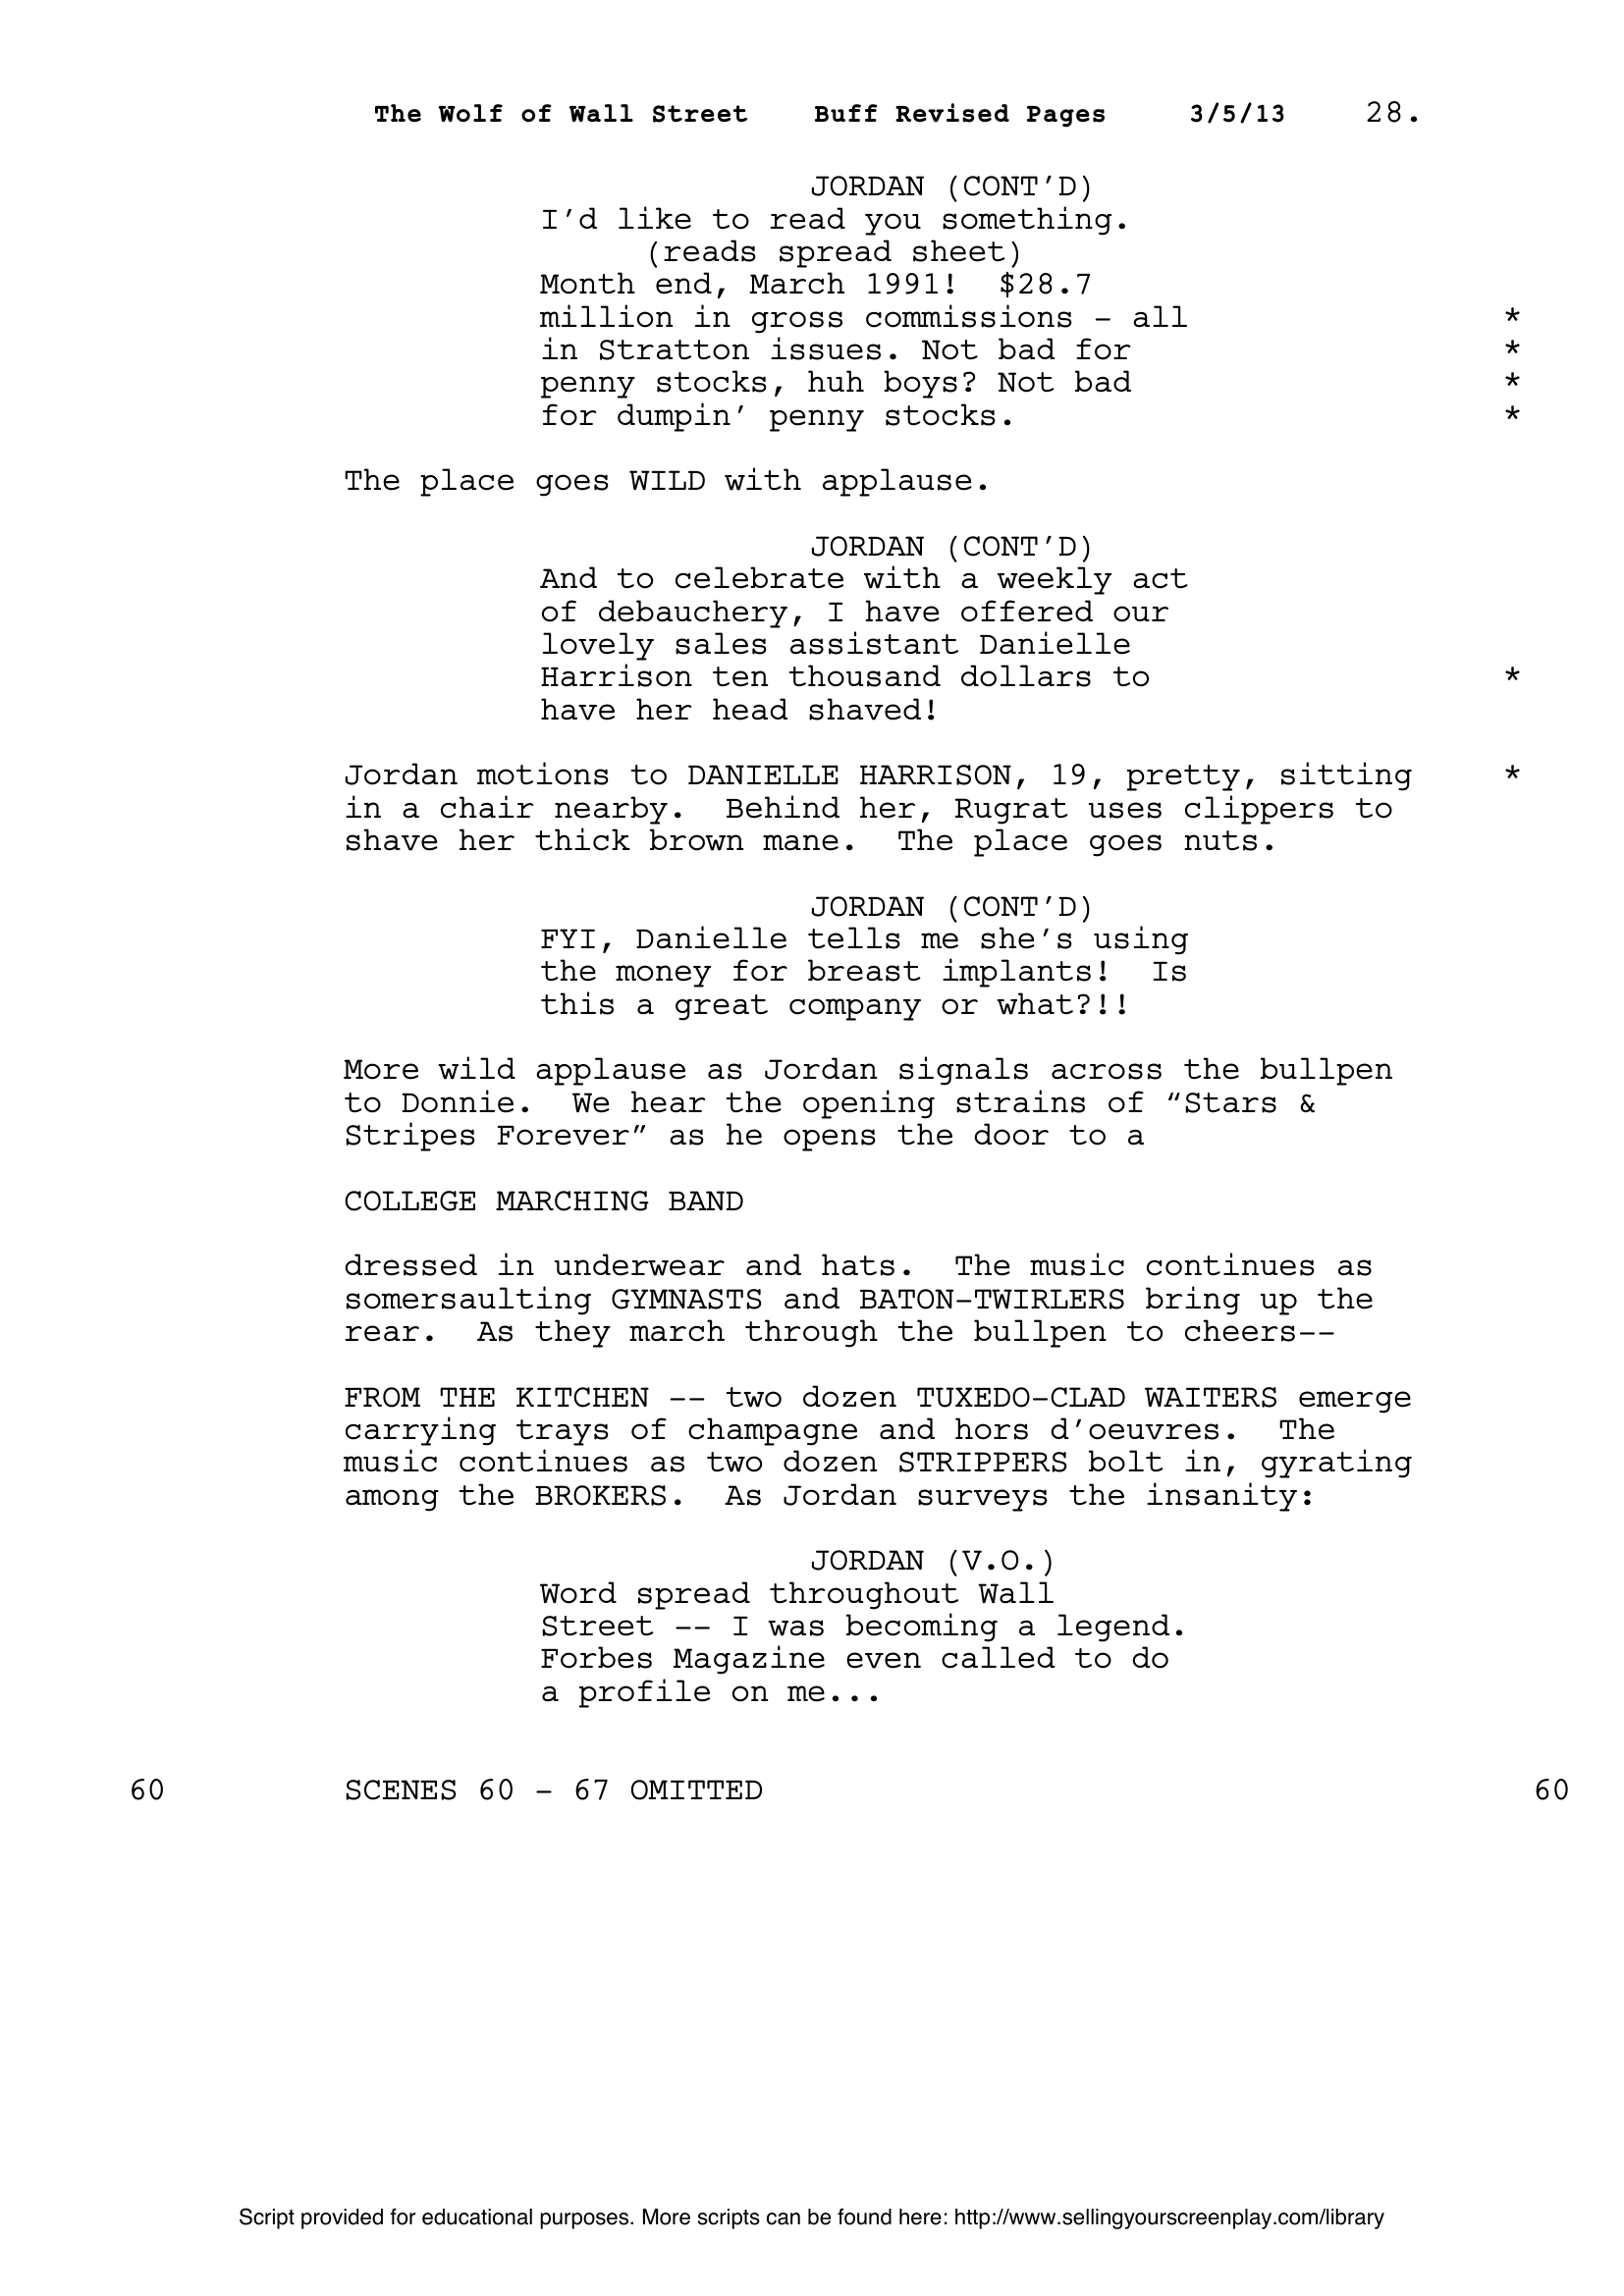 The Wolf of Wall Street    Buff Revised Pages    3/5/13    28.
JORDAN (CONT'D)
I'd like to read you something.
(reads spread sheet)
Month end, March 1991!  $28.7
million in gross commissions - all *
in Stratton issues. Not bad for *
penny stocks, huh boys? Not bad *
for dumpin' penny stocks. *
The place goes WILD with applause.
JORDAN (CONT'D)
And to celebrate with a weekly act
of debauchery, I have offered our
lovely sales assistant Danielle
Harrison ten thousand dollars to *
have her head shaved!
Jordan motions to DANIELLE HARRISON, 19, pretty, sitting *
in a chair nearby.  Behind her, Rugrat uses clippers to
shave her thick brown mane.  The place goes nuts.
JORDAN (CONT'D)
FYI, Danielle tells me she's using
the money for breast implants!  Is
this a great company or what?!!
More wild applause as Jordan signals across the bullpen
to Donnie.  We hear the opening strains of "Stars &
Stripes Forever" as he opens the door to a
COLLEGE MARCHING BAND
dressed in underwear and hats.  The music continues as
somersaulting GYMNASTS and BATON-TWIRLERS bring up the
rear.  As they march through the bullpen to cheers--
FROM THE KITCHEN -- two dozen TUXEDO-CLAD WAITERS emerge
carrying trays of champagne and hors d'oeuvres.  The
music continues as two dozen STRIPPERS bolt in, gyrating
among the BROKERS.  As Jordan surveys the insanity:
JORDAN (V.O.)
Word spread throughout Wall
Street -- I was becoming a legend.
Forbes Magazine even called to do
a profile on me...
60 SCENES 60 - 67 OMITTED 60
Script provided for educational purposes. More scripts can be found here: http://www.sellingyourscreenplay.com/library